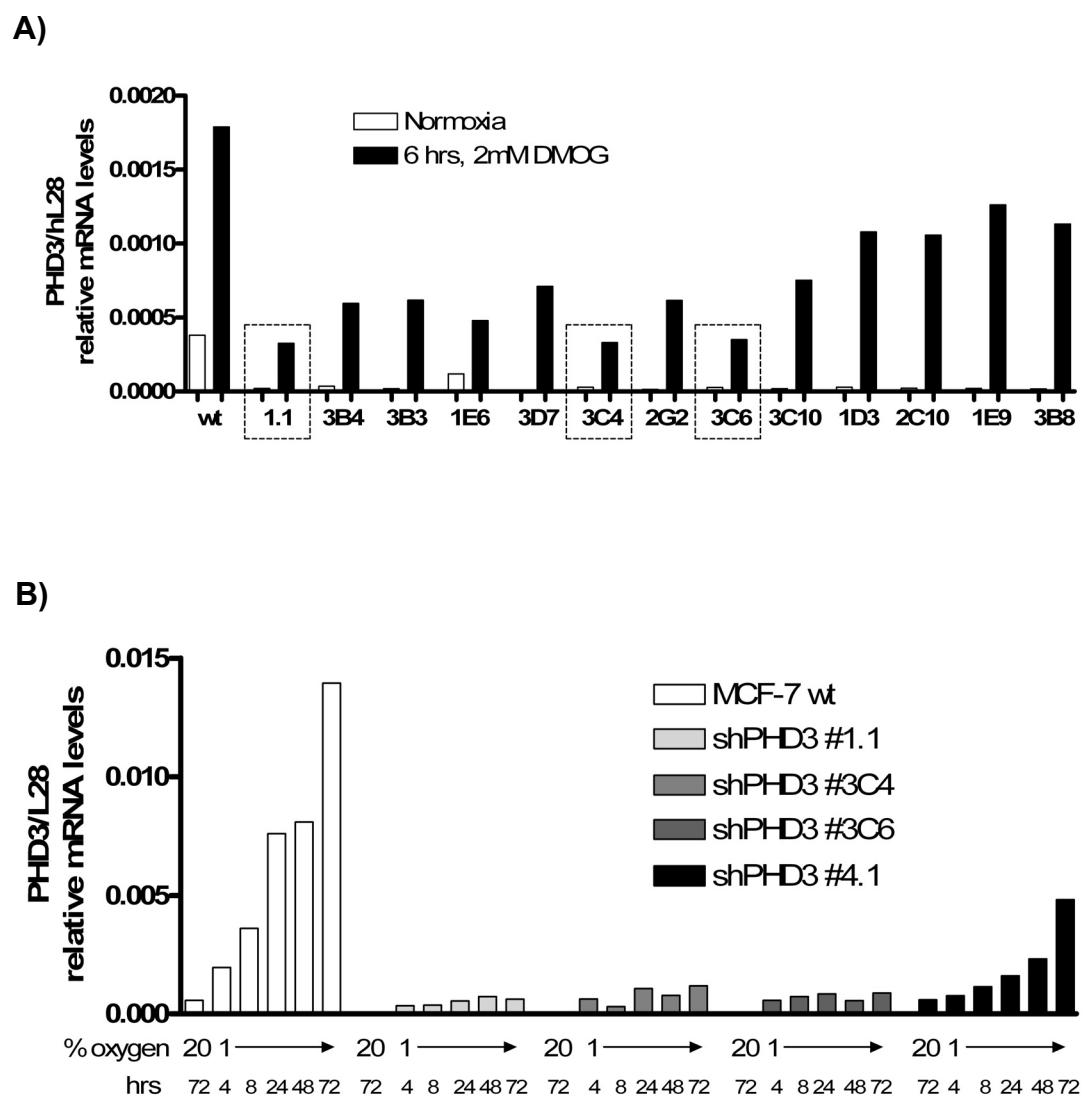 A)
0.0020
0.0015
0.0010
0.0005
0.0000
PHD3/hL28
relative mRNA levels
Normoxia
6 hrs, 2mM DMOG
wt 1.1 3B4 3B3 1E6 3D7 3C4 2G2 3C6 3C10 1D3 2C10 1E9 3B8
B)
0.015
0.010
0.005
0.000
PHD3/L28
relative mRNA levels
MCF-7 wt
shPHD3 #1.1
shPHD3 #3C4
shPHD3 #3C6
shPHD3 #4.1
% oxygen 20 1 20 1 20 1 20 1 20 1
hrs 72 4 8 24 48 72 72 4 8 24 48 72 72 4 8 24 48 72 72 4 8 24 48 72 72 4 8 24 48 72